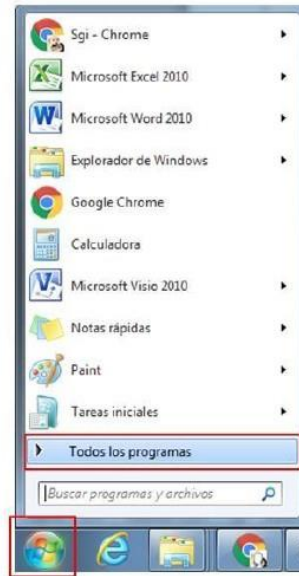 Sgi - Chrome
Microsoft Excel 2010
Microsoft Word 2010
Explorador de Windows
Google Chrome
Calculadora
Microsoft Visio 2010
Notas rápidas
Paint
Tareas iniciales
Todos los programas
Buscar programas y archivos